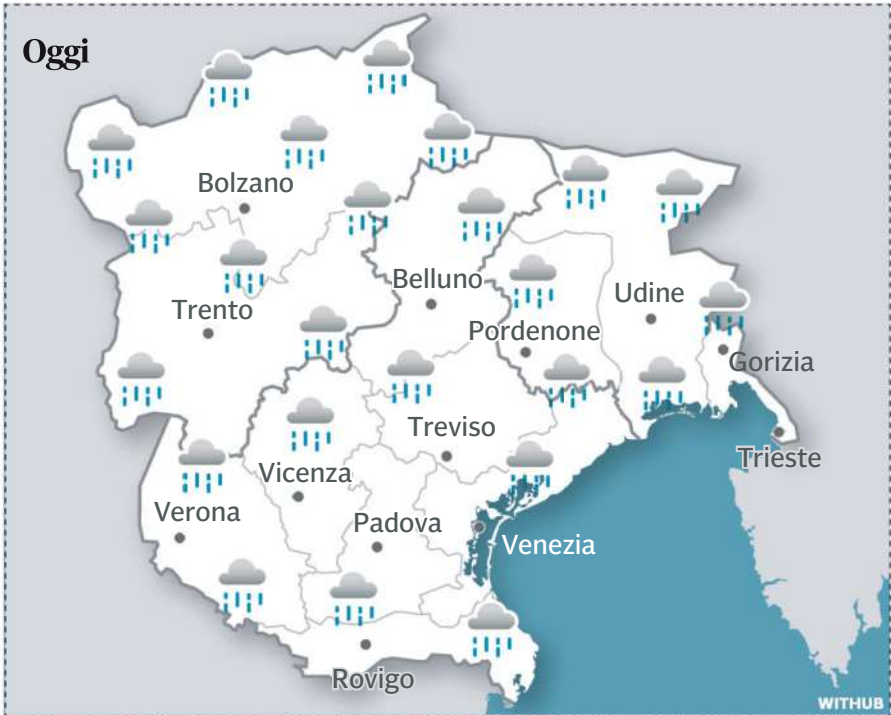 Oggi
Bolzano
Belluno
Udine
Trento
Pordenone
Gorizia
Treviso
Trieste
Vicenza
Verona
Padova
Venezia
Rovigo
WITHUB